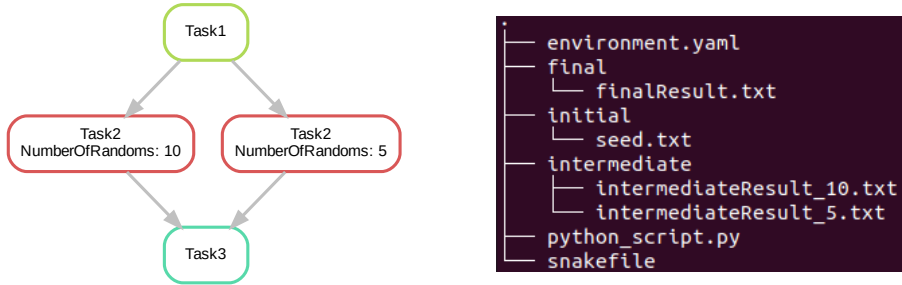 Task1
Task2
NumberOfRandoms: 10
Task2
NumberOfRandoms: 5
Task3
.
├── environment.yaml
├── final
│   └── finalResult.txt
├── initial
│   └── seed.txt
├── intermediate
│   ├── intermediateResult_10.txt
│   └── intermediateResult_5.txt
├── python_script.py
└── snakefile